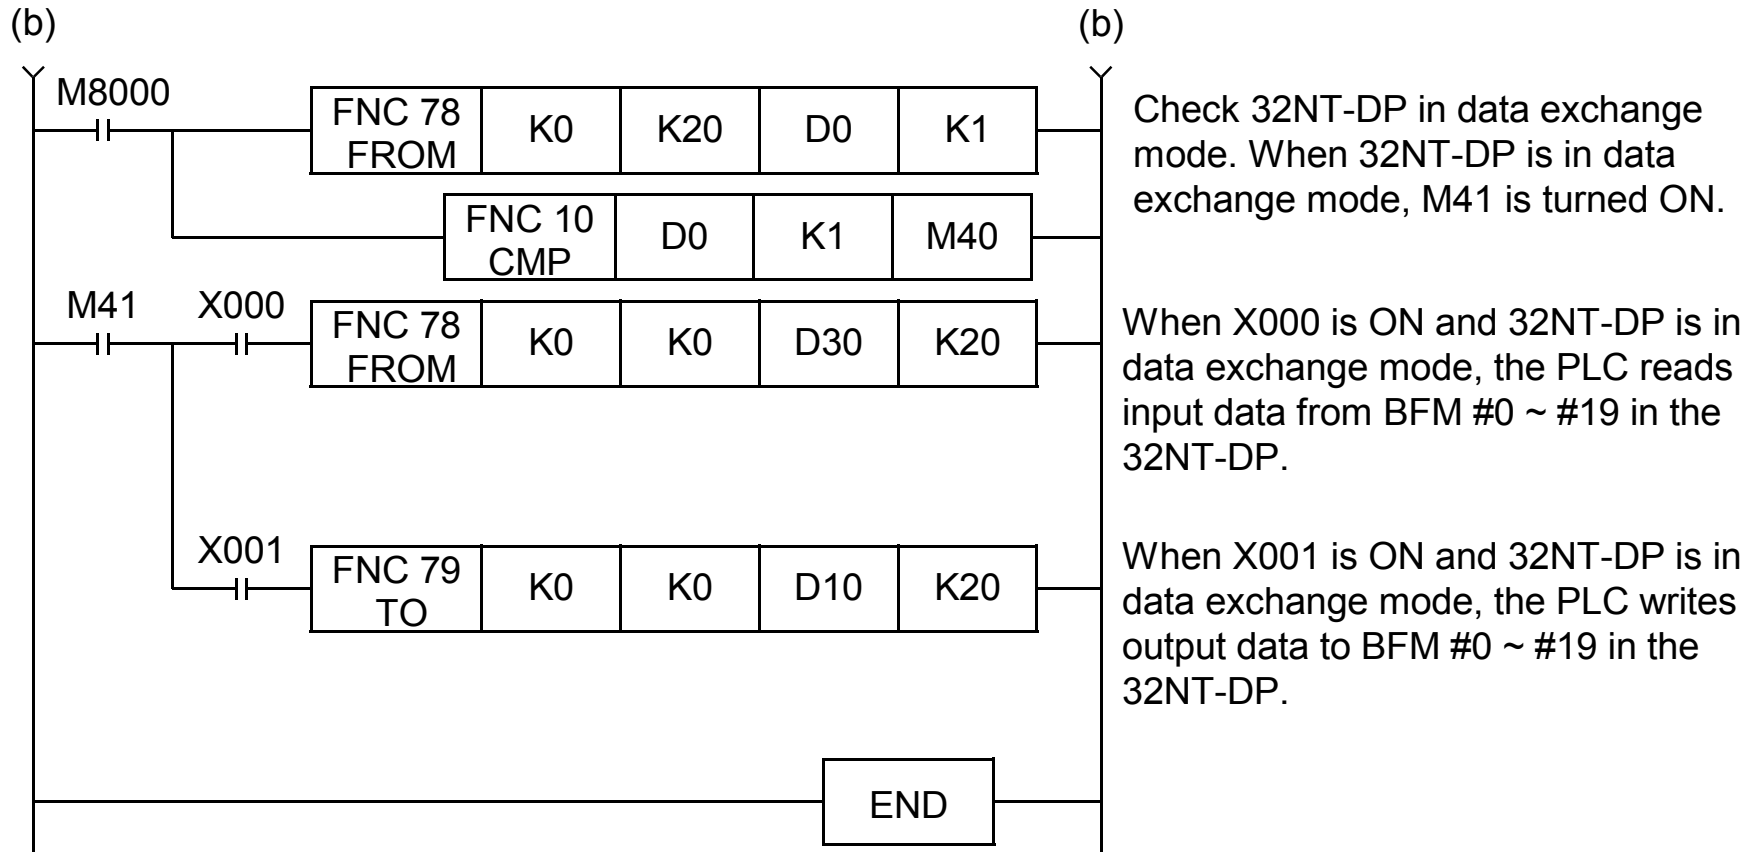 (b)
(b)
M8000
FNC 78
FROM
K0
K20
D0
K1
Check 32NT-DP in data exchange
mode. When 32NT-DP is in data
exchange mode, M41 is turned ON.
FNC 10
CMP
D0
K1
M40
M41
X000
FNC 78
FROM
K0
K0
D30
K20
When X000 is ON and 32NT-DP is in
data exchange mode, the PLC reads
input data from BFM #0 ~ #19 in the
32NT-DP.
X001
FNC 79
TO
K0
K0
D10
K20
When X001 is ON and 32NT-DP is in
data exchange mode, the PLC writes
output data to BFM #0 ~ #19 in the
32NT-DP.
END